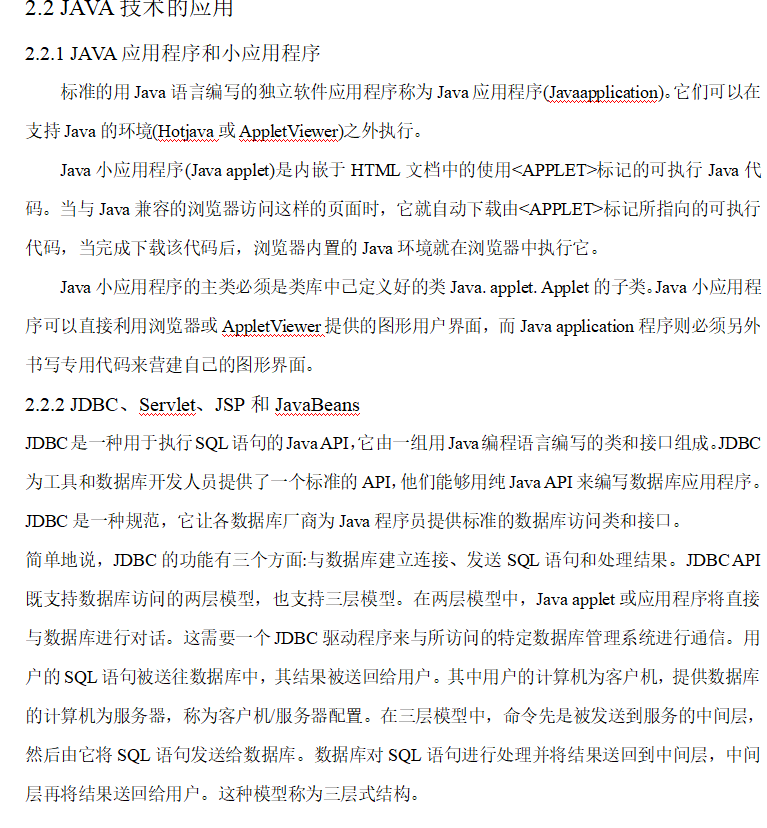 2.2 JAVA 技术的应用
2.2.1 JAVA 应用程序和小应用程序
标准的用 Java 语言编写的独立软件应用程序称为 Java 应用程序(Javaapplication)。它们可以在
支持 Java 的环境(Hotjava 或 AppletViewer)之外执行。
Java 小应用程序(Java applet)是内嵌于 HTML 文档中的使用<APPLET>标记的可执行 Java 代
码。当与 Java 兼容的浏览器访问这样的页面时，它就自动下载由<APPLET>标记所指向的可执行
代码，当完成下载该代码后，浏览器内置的 Java 环境就在浏览器中执行它。
Java 小应用程序的主类必须是类库中己定义好的类 Java. applet. Applet 的子类。Java 小应用程
序可以直接利用浏览器或 AppletViewer 提供的图形用户界面，而 Java application 程序则必须另外
书写专用代码来营建自己的图形界面。
2.2.2 JDBC、Servlet、JSP 和 JavaBeans
JDBC 是一种用于执行 SQL 语句的 Java API，它由一组用 Java 编程语言编写的类和接口组成。JDBC
为工具和数据库开发人员提供了一个标准的 API，他们能够用纯 Java API 来编写数据库应用程序。
JDBC 是一种规范，它让各数据库厂商为 Java 程序员提供标准的数据库访问类和接口。
简单地说，JDBC 的功能有三个方面:与数据库建立连接、发送 SQL 语句和处理结果。JDBC API
既支持数据库访问的两层模型，也支持三层模型。在两层模型中，Java applet 或应用程序将直接
与数据库进行对话。这需要一个 JDBC 驱动程序来与所访问的特定数据库管理系统进行通信。用
户的 SQL 语句被送往数据库中，其结果被送回给用户。其中用户的计算机为客户机，提供数据库
的计算机为服务器，称为客户机/服务器配置。在三层模型中，命令先是被发送到服务的中间层，
然后由它将 SQL 语句发送给数据库。数据库对 SQL 语句进行处理并将结果送回到中间层，中间
层再将结果送回给用户。这种模型称为三层式结构。